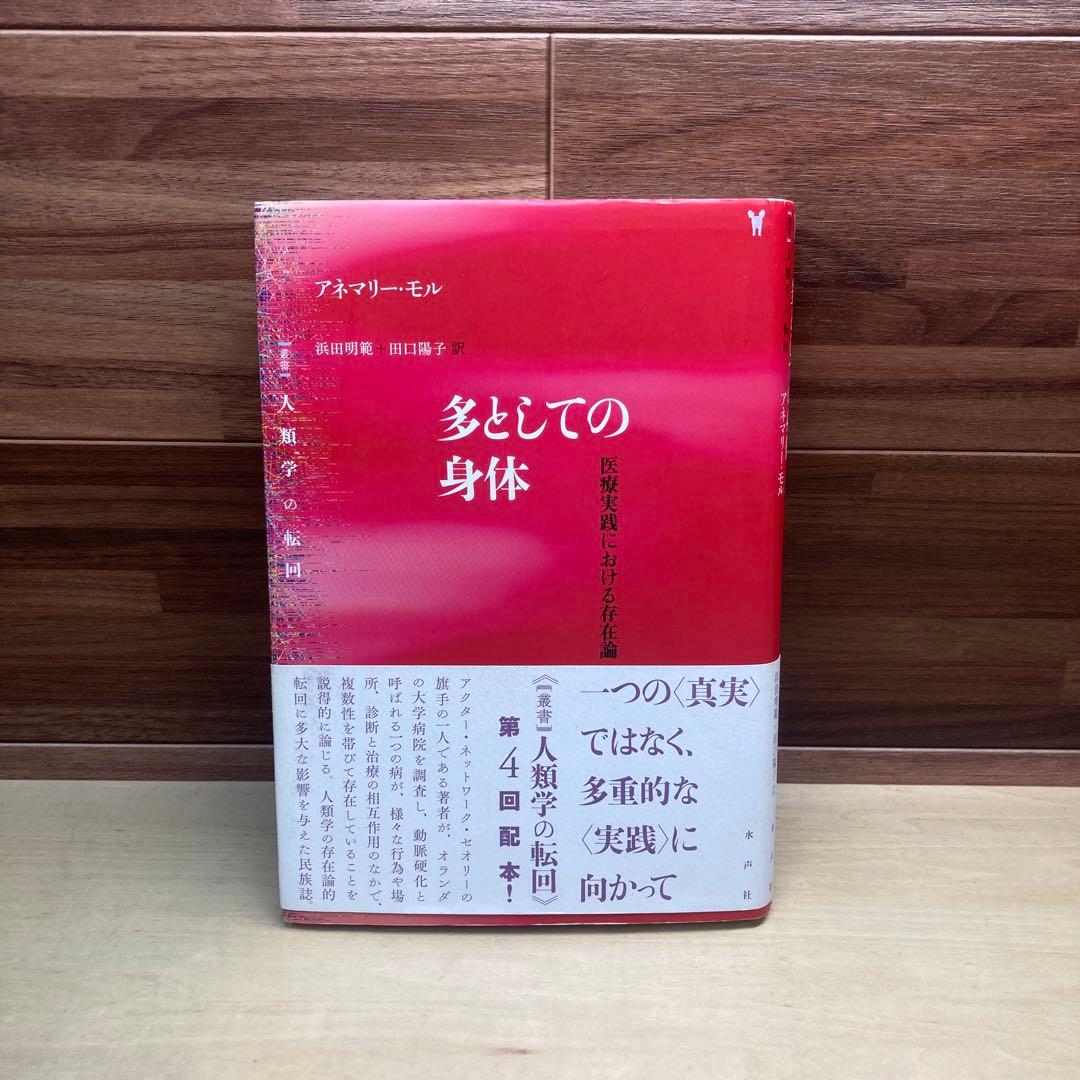 アネマリー・モル
浜田明範+田口陽子 訳
多としての
身体
医療実践における存在論
【叢書】人類学の転回
一つの〈真実〉
ではなく、
多重的な
〈実践〉に
向かって
《【叢書】人類学の転回》
第4回配本!
アクター・ネットワーク・セオリーの
旗手の一人である著者が、オランダ
の大学病院を調査し、動脈硬化と
呼ばれる一つの病が、様々な行為や場
所、診断と治療の相互作用のなかで、
複数性を帯びて存在していることを
説得的に論じる。人類学の存在論的
転回に多大な影響を与えた民族誌。
水声社
アネマリー・モル